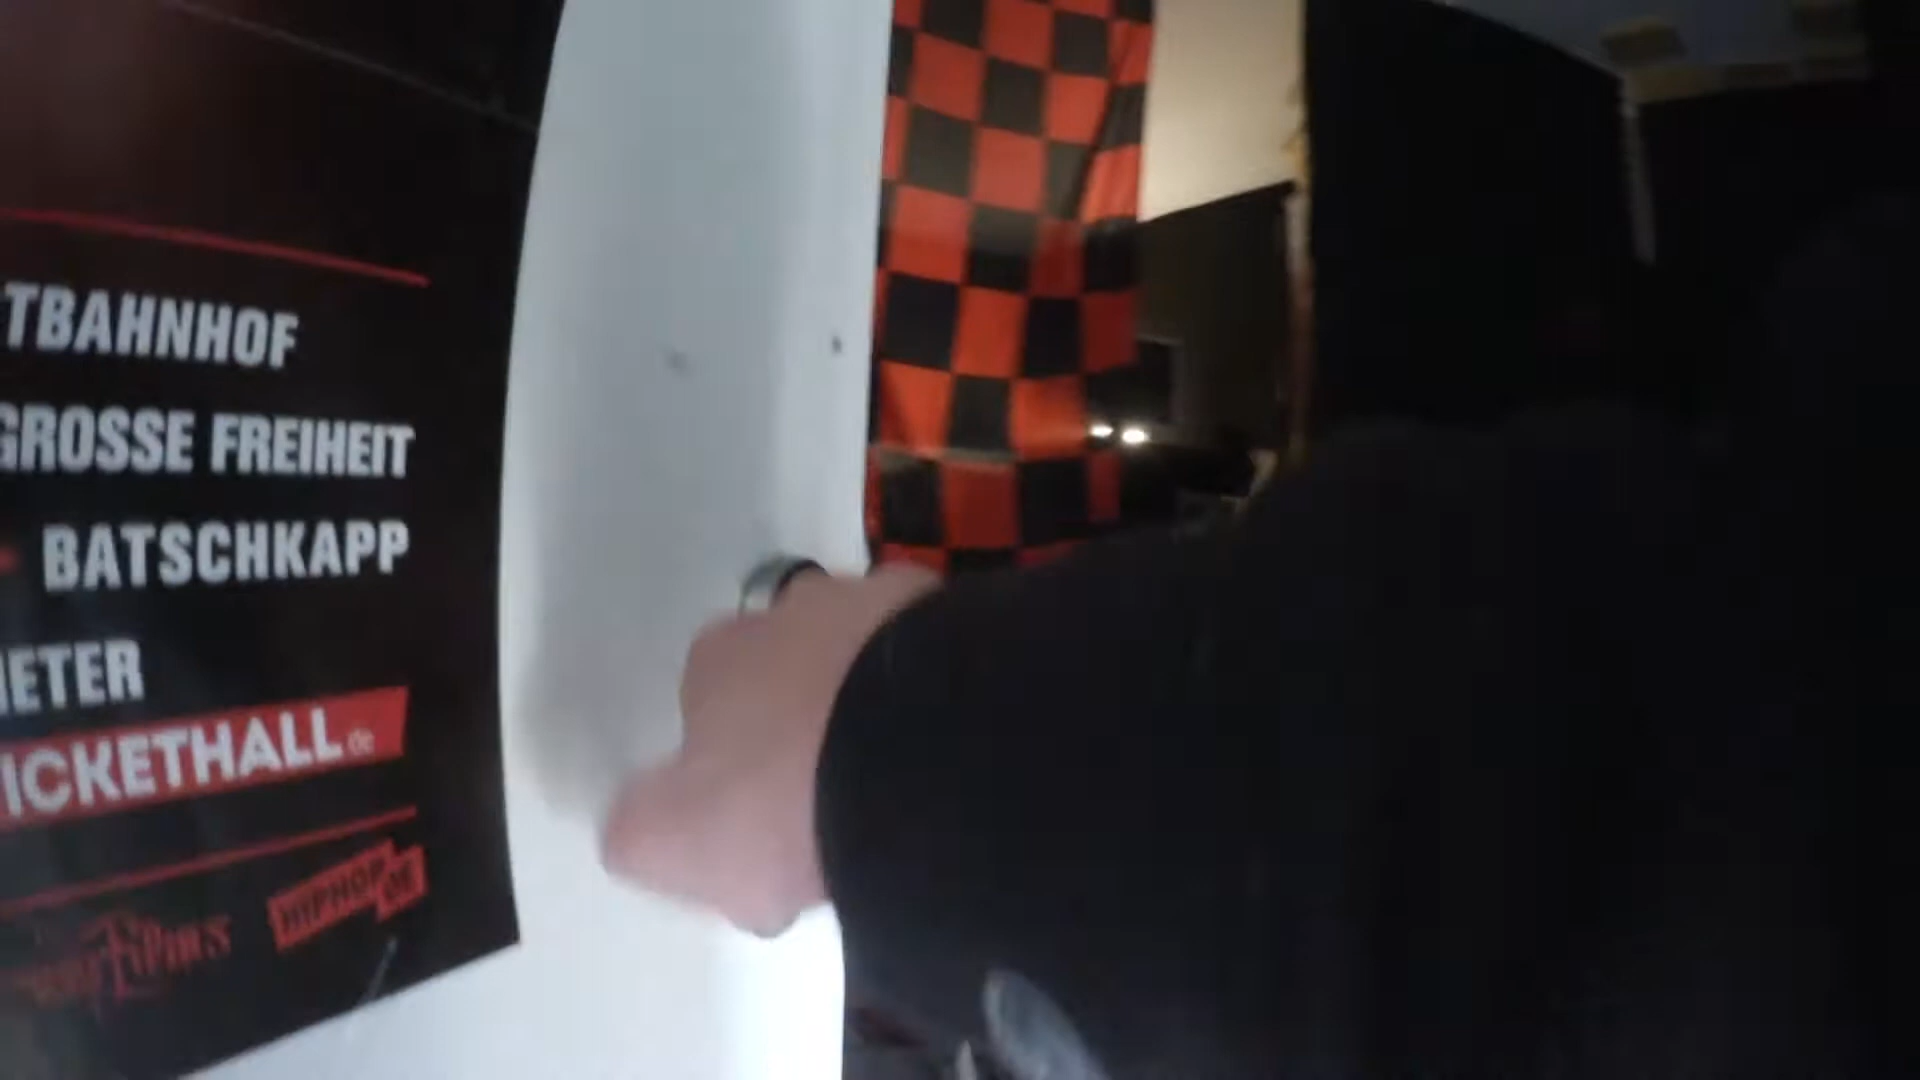 TBAHNHOF
GROSSE FREIHEIT
BATSCHKAPP
IETER
ICKETHALL.de
HIPHOP.DE